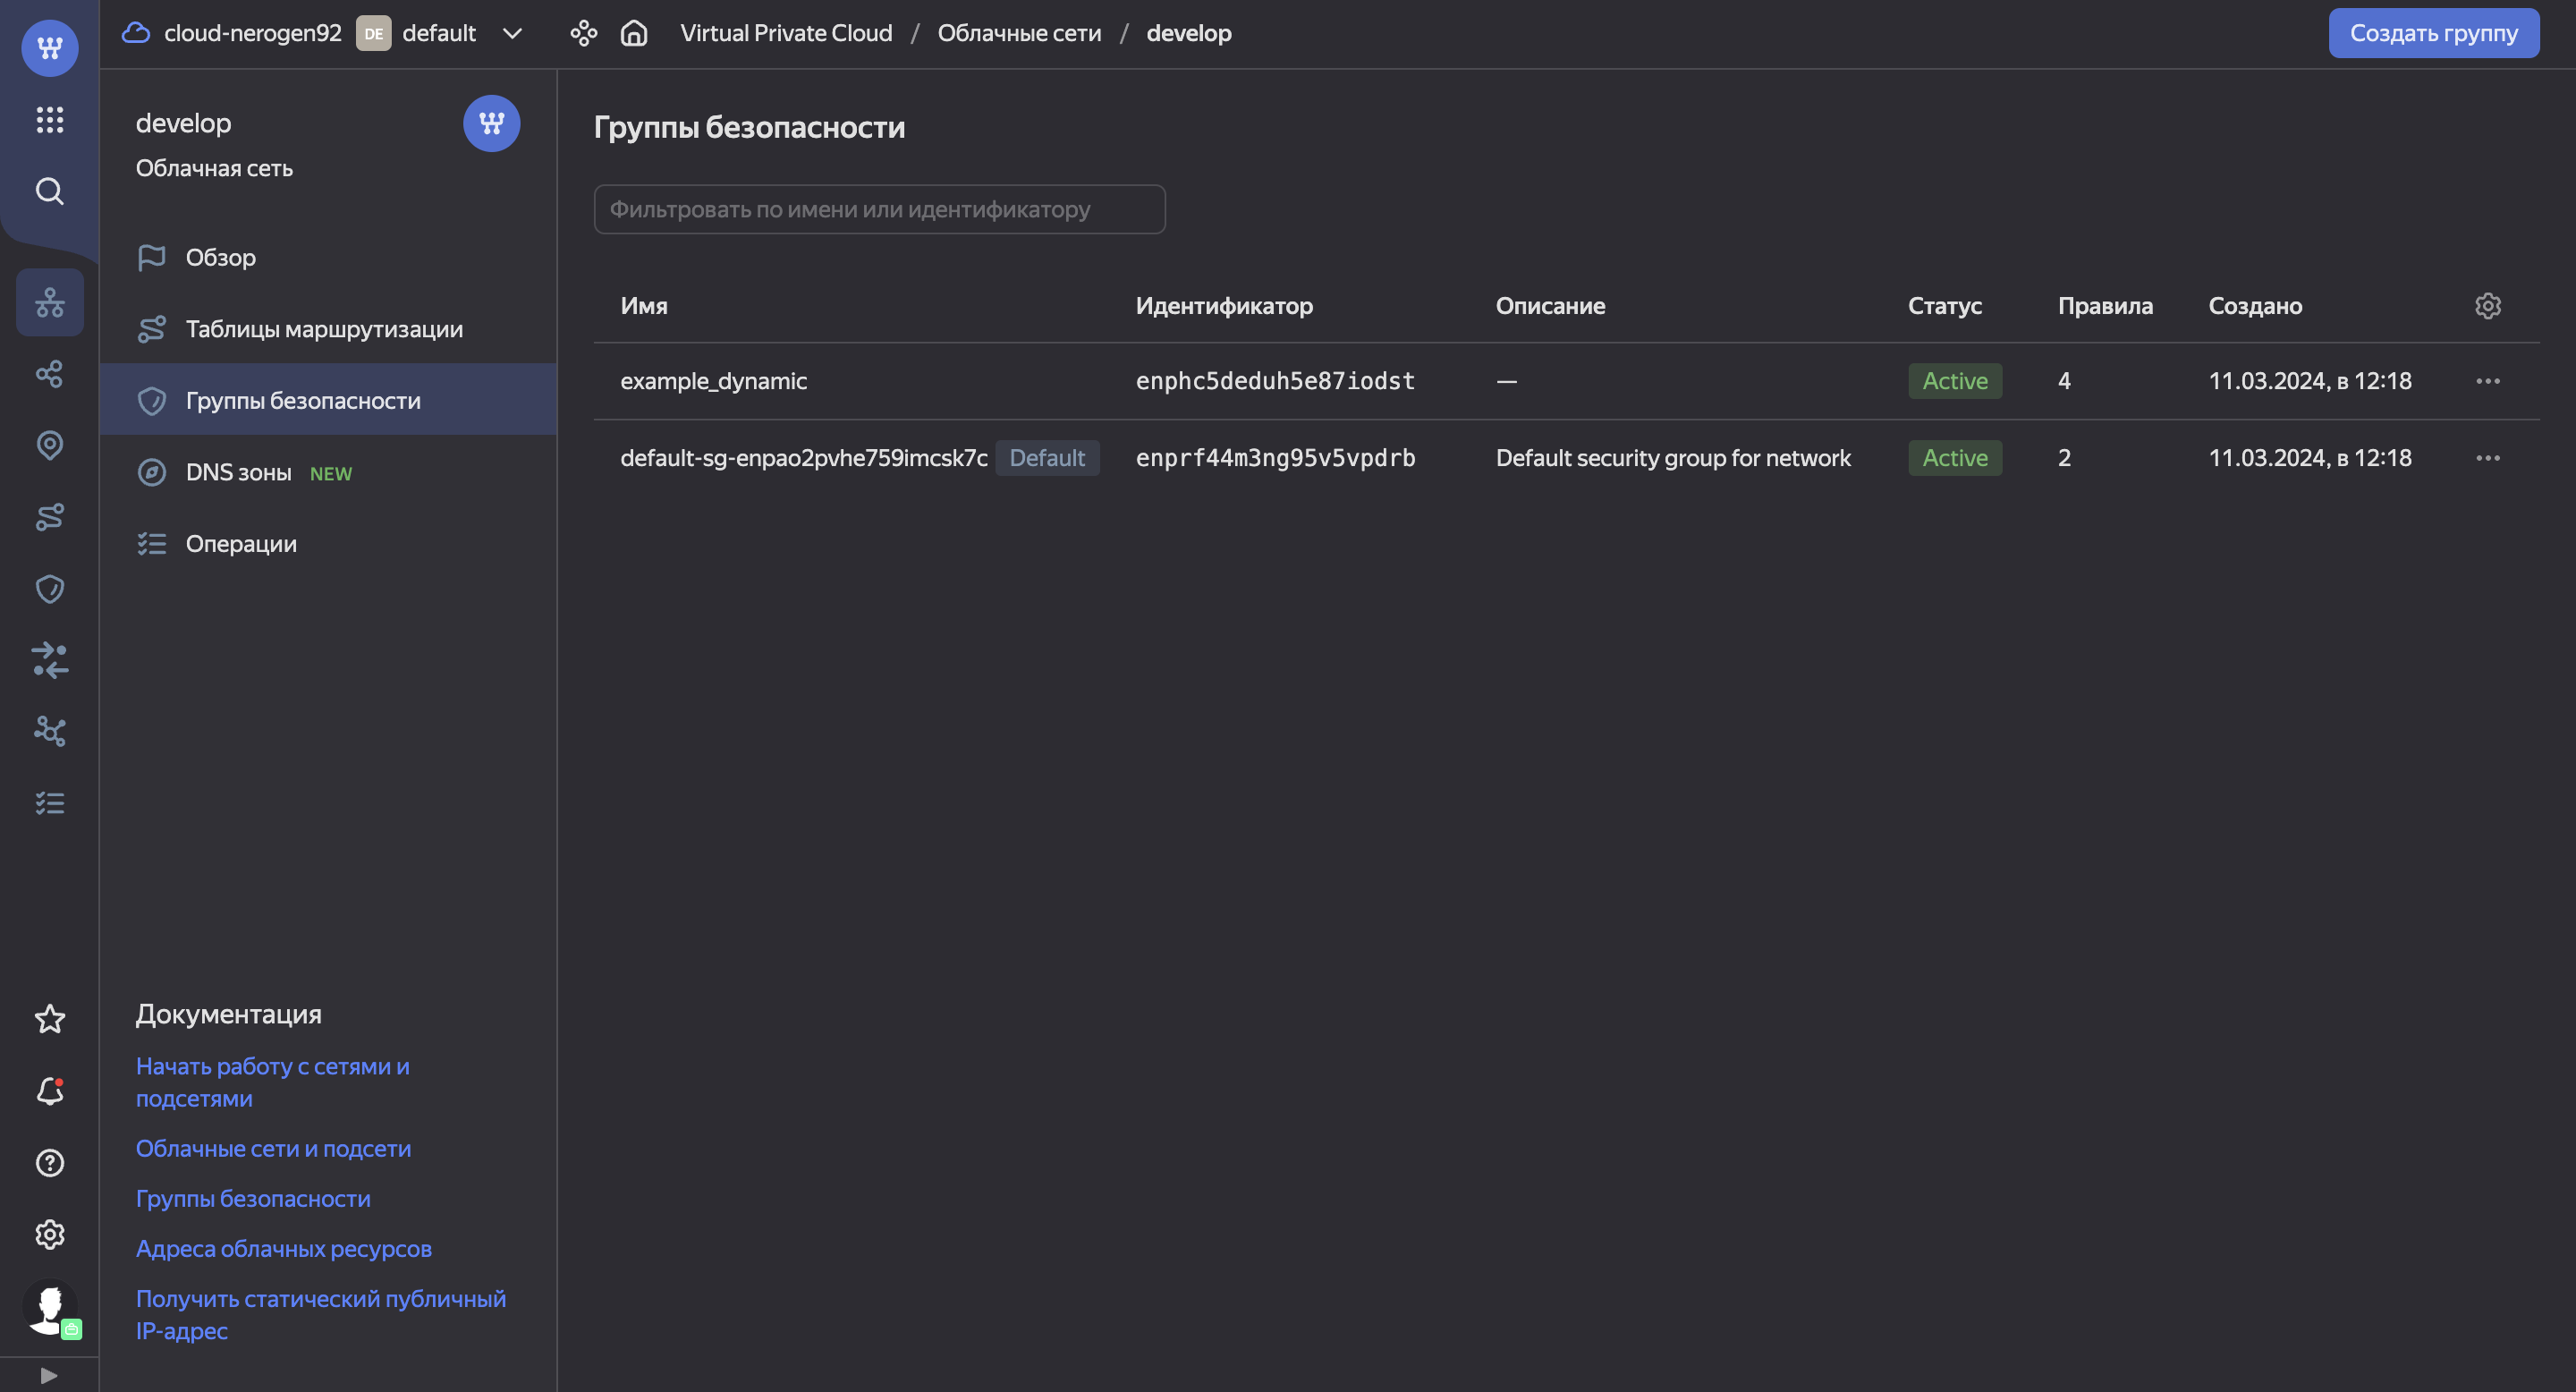 cloud-nerogen92 DE default Virtual Private Cloud / Облачные сети / develop Создать группу
develop
Облачная сеть
Обзор
Таблицы маршрутизации
Группы безопасности
DNS зоны NEW
Операции
Документация
Начать работу с сетями и
подсетями
Облачные сети и подсети
Группы безопасности
Адреса облачных ресурсов
Получить статический публичный
IP-адрес
Группы безопасности
Фильтровать по имени или идентификатору
Имя Идентификатор Описание Статус Правила Создано
example_dynamic enphc5deduh5e87iodst — Active 4 11.03.2024, в 12:18
default-sg-enpao2pvhe759imcsk7c Default enprf44m3ng95v5vpdrb Default security group for network Active 2 11.03.2024, в 12:18